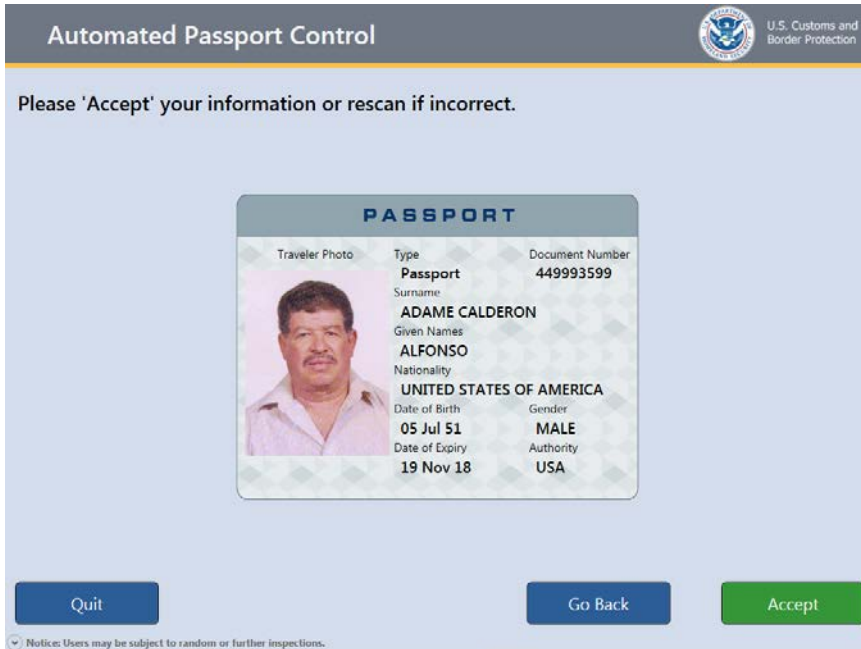 Automated Passport Control
U.S. Customs and
Border Protection
Please 'Accept' your information or rescan if incorrect.
PASSPORT
Traveler Photo Type Document Number
Passport 449993599
Surname
ADAME CALDERON
Given Names
ALFONSO
Nationality
UNITED STATES OF AMERICA
Date of Birth Gender
05 Jul 51 MALE
Date of Expiry Authority
19 Nov 18 USA
Quit Go Back Accept
Notice: Users may be subject to random or further inspections.